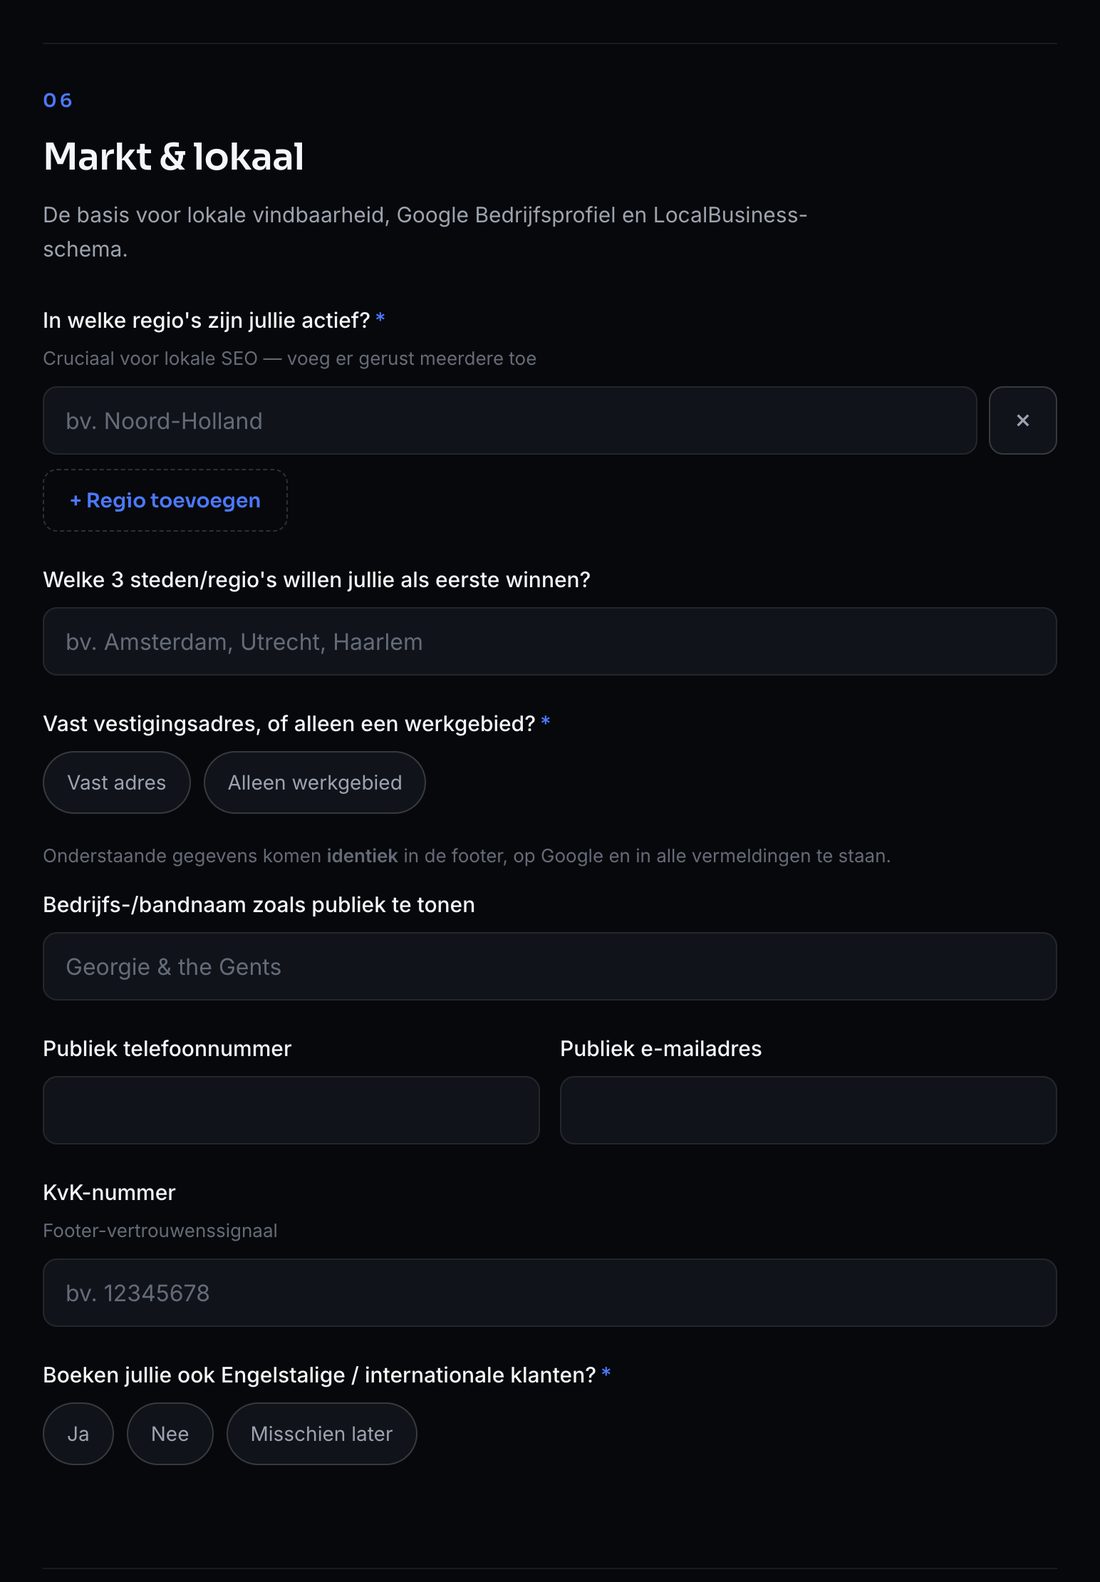 06
Markt & lokaal
De basis voor lokale vindbaarheid, Google Bedrijfsprofiel en LocalBusiness-
schema.
In welke regio's zijn jullie actief? *
Cruciaal voor lokale SEO — voeg er gerust meerdere toe
bv. Noord-Holland
×
+ Regio toevoegen
Welke 3 steden/regio's willen jullie als eerste winnen?
bv. Amsterdam, Utrecht, Haarlem
Vast vestigingsadres, of alleen een werkgebied? *
Vast adres Alleen werkgebied
Onderstaande gegevens komen identiek in de footer, op Google en in alle vermeldingen te staan.
Bedrijfs-/bandnaam zoals publiek te tonen
Georgie & the Gents
Publiek telefoonnummer Publiek e-mailadres
KvK-nummer
Footer-vertrouwenssignaal
bv. 12345678
Boeken jullie ook Engelstalige / internationale klanten? *
Ja Nee Misschien later